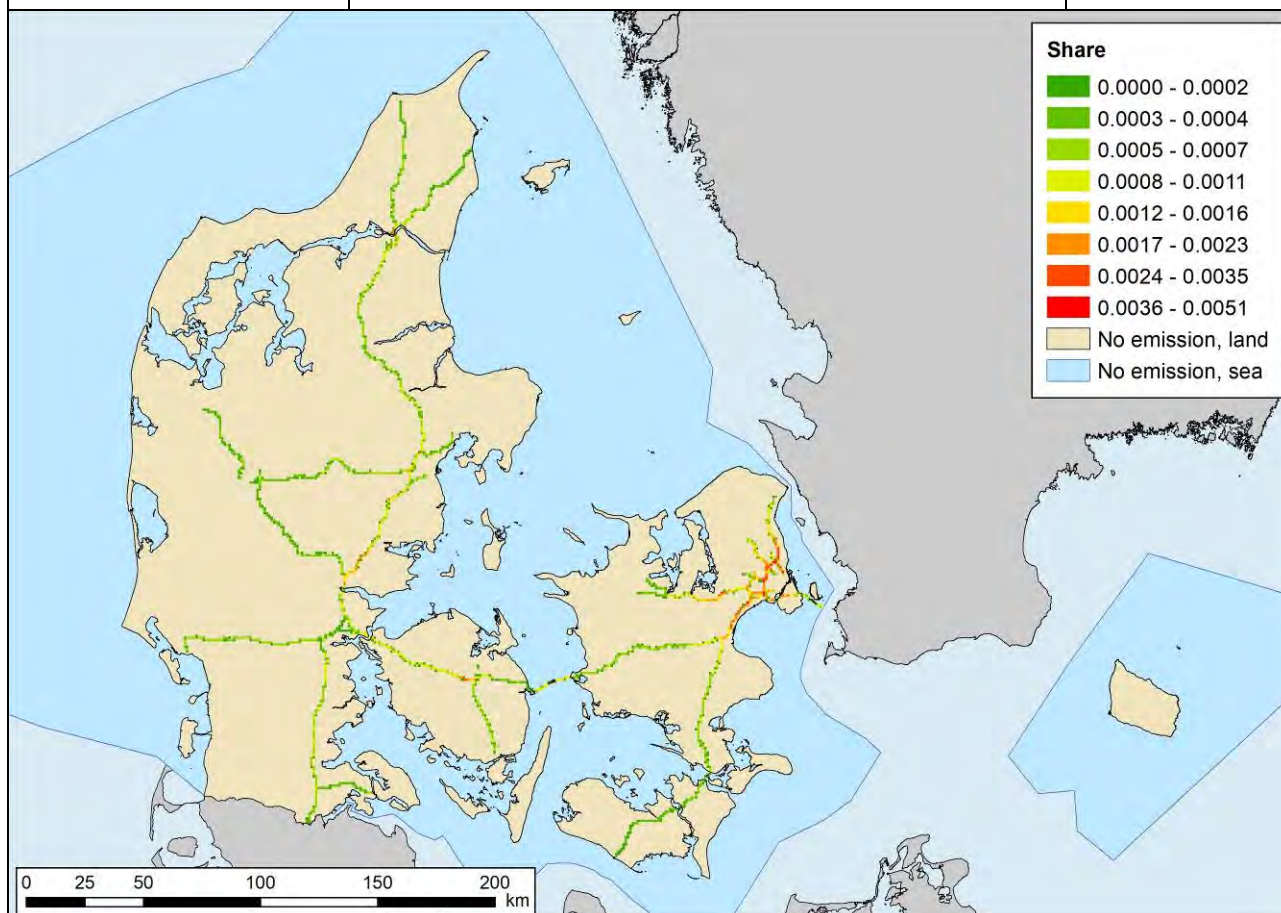 Share
0.0000 - 0.0002
0.0003 - 0.0004
0.0005 - 0.0007
0.0008 - 0.0011
0.0012 - 0.0016
0.0017 - 0.0023
0.0024 - 0.0035
0.0036 - 0.0051
No emission, land
No emission, sea
0 25 50 100 150 200
km